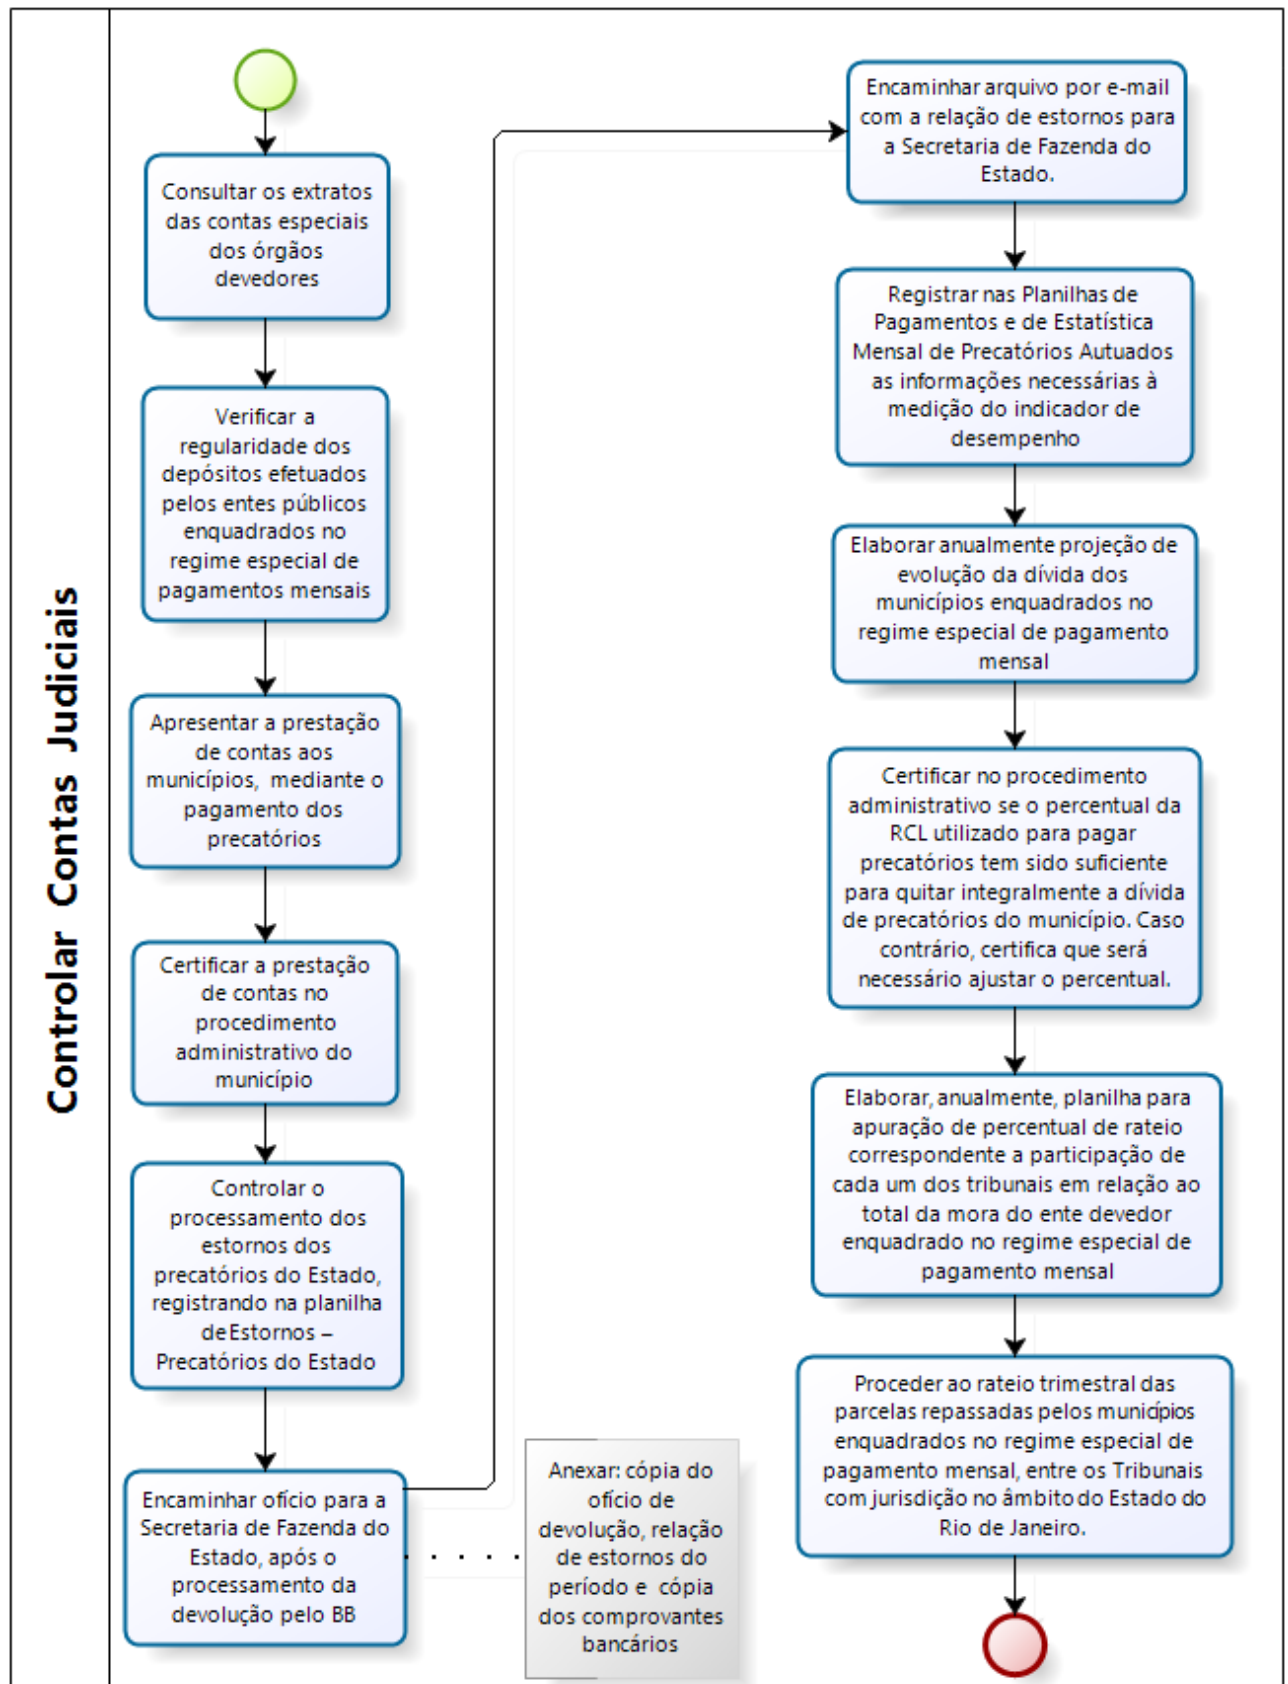 Controlar Contas Judiciais
Consultar os extratos
das contas especiais
dos órgãos
devedores
Verificar a
regularidade dos
depósitos efetuados
pelos entes públicos
enquadrados no
regime especial de
pagamentos mensais
Apresentar a prestação
de contas aos
municípios, mediante o
pagamento dos
precatórios
Certificar a prestação
de contas no
procedimento
administrativo do
município
Controlar o
processamento dos
estornos dos
precatórios do Estado,
registrando na planilha
de Estornos –
Precatórios do Estado
Encaminhar ofício para a
Secretaria de Fazenda do
Estado, após o
processamento da
devolução pelo BB
Anexar: cópia do
ofício de
devolução, relação
de estornos do
período e cópia
dos comprovantes
bancários
Encaminhar arquivo por e-mail
com a relação de estornos para
a Secretaria de Fazenda do
Estado.
Registrar nas Planilhas de
Pagamentos e de Estatística
Mensal de Precatórios Autuados
as informações necessárias à
medição do indicador de
desempenho
Elaborar anualmente projeção de
evolução da dívida dos
municípios enquadrados no
regime especial de pagamento
mensal
Certificar no procedimento
administrativo se o percentual da
RCL utilizado para pagar
precatórios tem sido suficiente
para quitar integralmente a dívida
de precatórios do município. Caso
contrário, certifica que será
necessário ajustar o percentual.
Elaborar, anualmente, planilha para
apuração de percentual de rateio
correspondente a participação de
cada um dos tribunais em relação ao
total da mora do ente devedor
enquadrado no regime especial de
pagamento mensal
Proceder ao rateio trimestral das
parcelas repassadas pelos municípios
enquadrados no regime especial de
pagamento mensal, entre os Tribunais
com jurisdição no âmbito do Estado do
Rio de Janeiro.